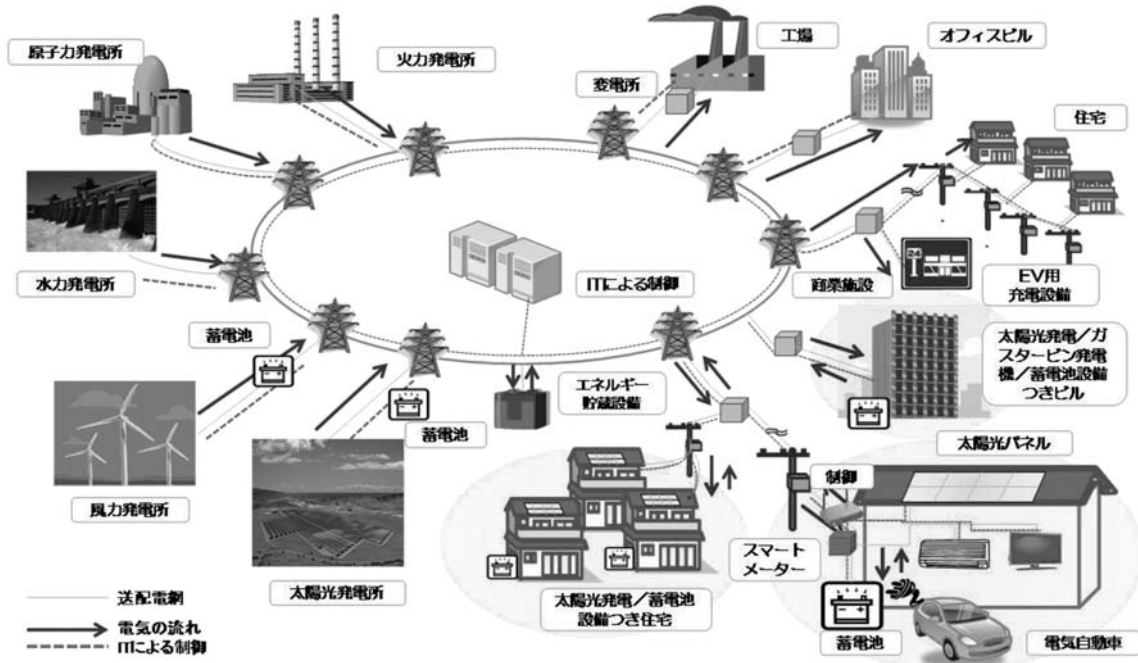 原子力発電所
火力発電所
工場
オフィスビル
変電所
住宅
水力発電所
ITによる制御
商業施設
24
EV用
充電設備
蓄電池
エネルギー
貯蔵設備
太陽光発電/ガ
スタービン発電
機/蓄電池設備
つきビル
蓄電池
太陽光パネル
風力発電所
制御
太陽光発電所
スマート
メーター
太陽光発電/蓄電池
設備つき住宅
蓄電池
電気自動車
送配電網
電気の流れ
ITによる制御